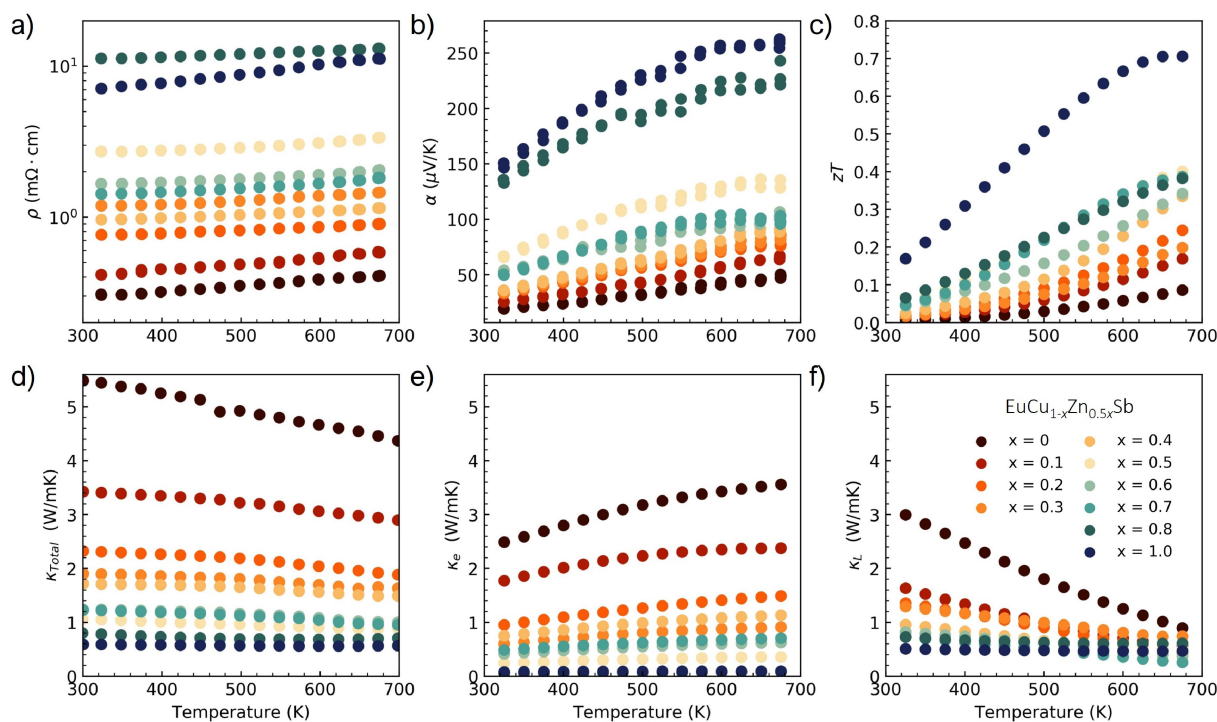 a)
ρ (mΩ · cm)
10¹
10⁰
300
400
500
600
700
b)
α (μV/K)
250
200
150
100
50
300
400
500
600
700
c)
zT
0.8
0.7
0.6
0.5
0.4
0.3
0.2
0.1
0.0
300
400
500
600
700
d)
κTotal (W/mK)
5
4
3
2
1
0
300
400
500
600
700
Temperature (K)
e)
κe (W/mK)
5
4
3
2
1
0
300
400
500
600
700
Temperature (K)
f)
κL (W/mK)
5
4
3
2
1
0
300
400
500
600
700
Temperature (K)
EuCu₁₋ₓZn₀.₅ₓSb
x = 0
x = 0.1
x = 0.2
x = 0.3
x = 0.4
x = 0.5
x = 0.6
x = 0.7
x = 0.8
x = 1.0